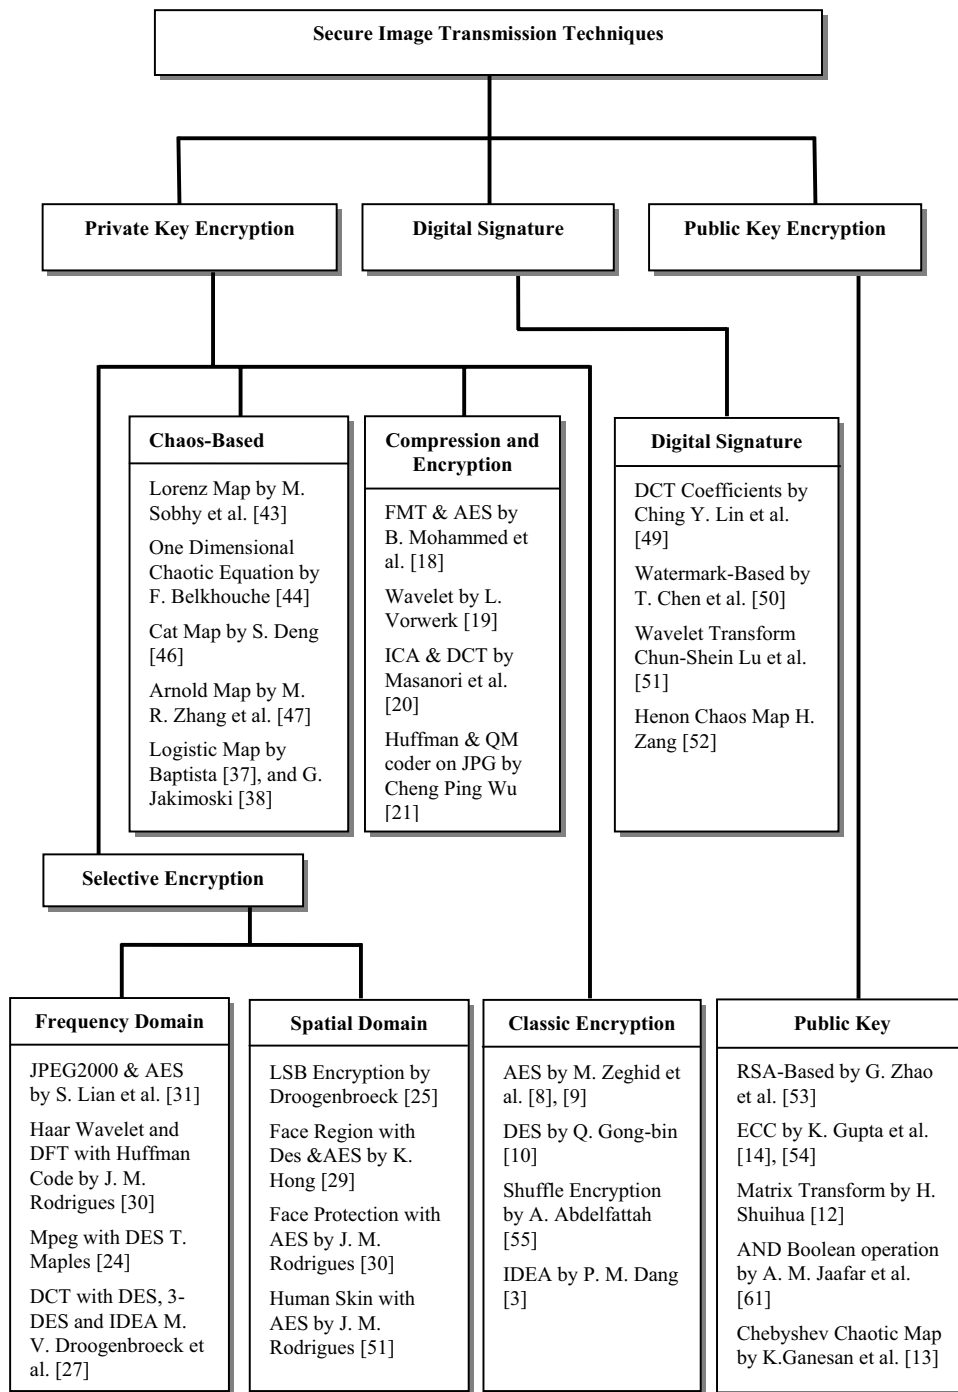 Secure Image Transmission Techniques
Private Key Encryption
Digital Signature
Public Key Encryption
Chaos-Based
Lorenz Map by M.
Sobhy et al. [43]
One Dimensional
Chaotic Equation by
F. Belkhouche [44]
Cat Map by S. Deng
[46]
Arnold Map by M.
R. Zhang et al. [47]
Logistic Map by
Baptista [37], and G.
Jakimoski [38]
Compression and
Encryption
FMT & AES by
B. Mohammed et
al. [18]
Wavelet by L.
Vorwerk [19]
ICA & DCT by
Masanori et al.
[20]
Huffman & QM
coder on JPG by
Cheng Ping Wu
[21]
Digital Signature
DCT Coefficients by
Ching Y. Lin et al.
[49]
Watermark-Based by
T. Chen et al. [50]
Wavelet Transform
Chun-Shein Lu et al.
[51]
Henon Chaos Map H.
Zang [52]
Selective Encryption
Frequency Domain
JPEG2000 & AES
by S. Lian et al. [31]
Haar Wavelet and
DFT with Huffman
Code by J. M.
Rodrigues [30]
Mpeg with DES T.
Maples [24]
DCT with DES, 3-
DES and IDEA M.
V. Droogenbroeck et
al. [27]
Spatial Domain
LSB Encryption by
Droogenbroeck [25]
Face Region with
Des &AES by K.
Hong [29]
Face Protection with
AES by J. M.
Rodrigues [30]
Human Skin with
AES by J. M.
Rodrigues [51]
Classic Encryption
AES by M. Zeghid et
al. [8], [9]
DES by Q. Gong-bin
[10]
Shuffle Encryption
by A. Abdelfattah
[55]
IDEA by P. M. Dang
[3]
Public Key
RSA-Based by G. Zhao
et al. [53]
ECC by K. Gupta et al.
[14], [54]
Matrix Transform by H.
Shuihua [12]
AND Boolean operation
by A. M. Jaafar et al.
[61]
Chebyshev Chaotic Map
by K.Ganesan et al. [13]